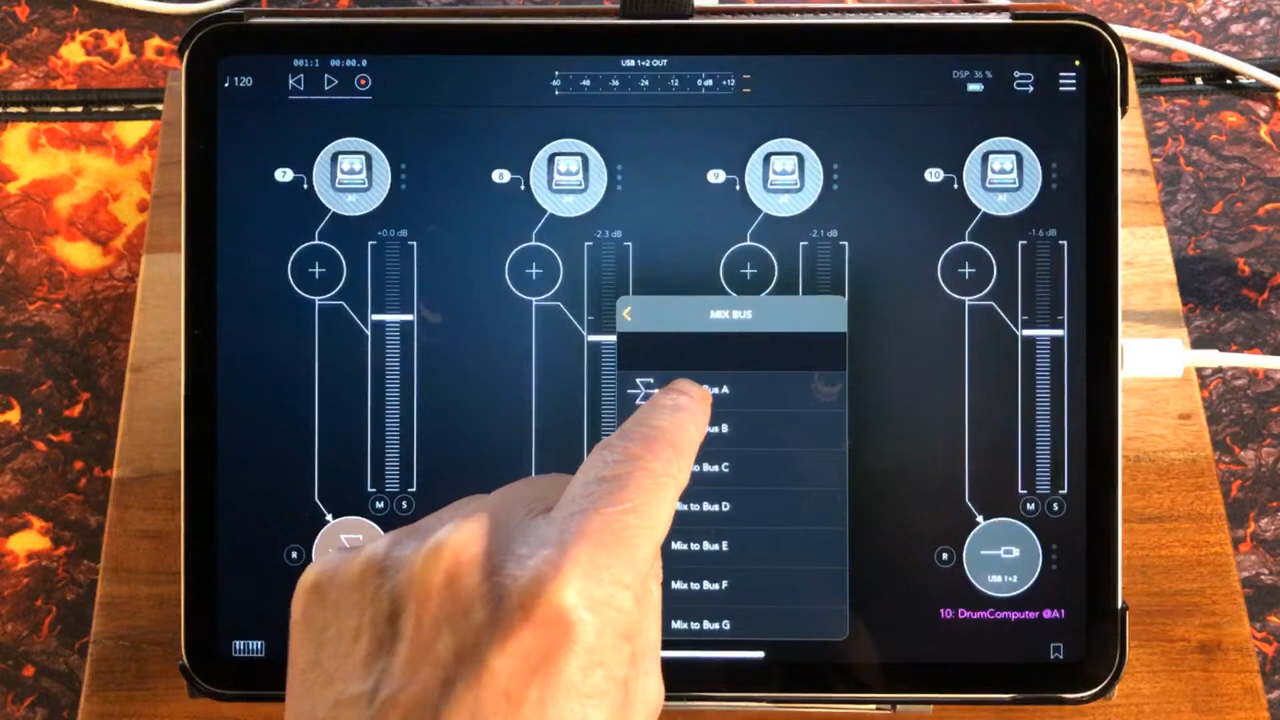 001:1 00:00.0
120
USB 1+2 OUT
-60 -48 -36 -24 -12 0 dB +12
DSP 36 %
7
8
9
10
+0.0 dB
-2.3 dB
-2.1 dB
-1.6 dB
MIX BUS
Bus A
Bus B
to Bus C
Mix to Bus D
Mix to Bus E
Mix to Bus F
Mix to Bus G
M S
M S
R
R
USB 1+2
10: DrumComputer @A1